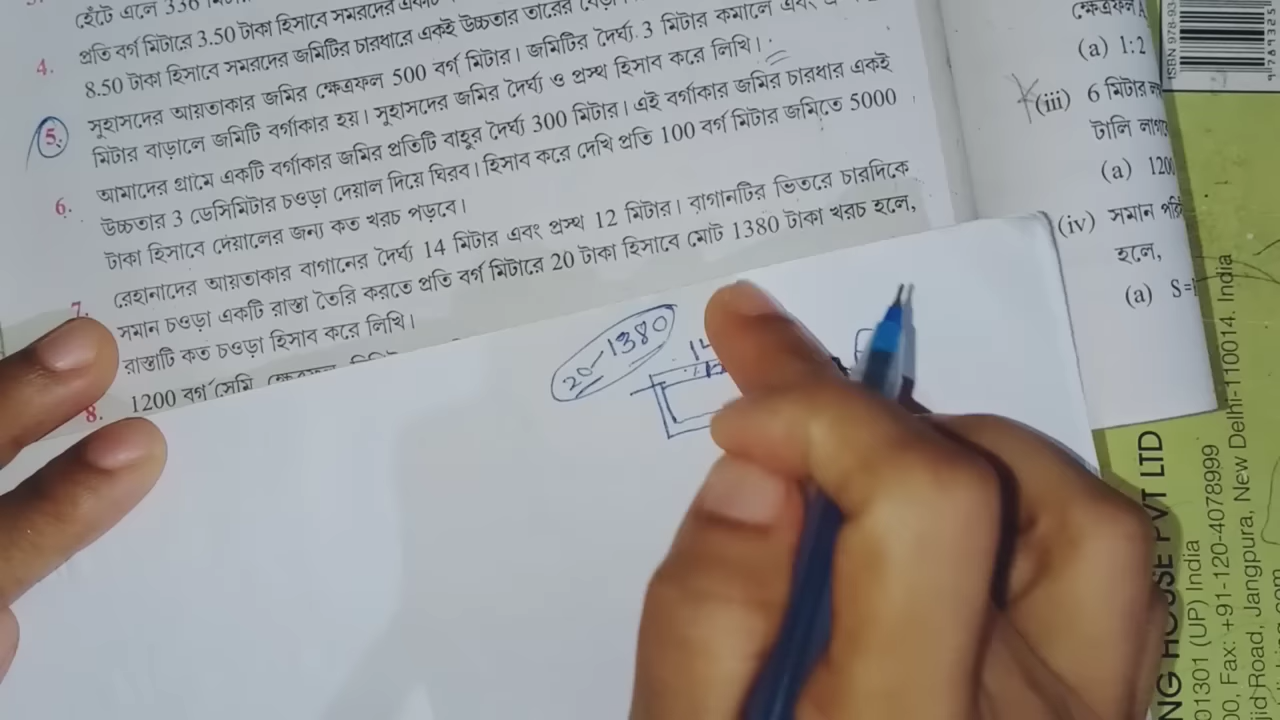 হেঁটে এলে 336
প্রতি বর্গ মিটারে 3.50 টাকা হিসাবে সমরদের
4. 8.50 টাকা হিসাবে সমরদের জমিটির চারধারে একই উচ্চতার তারের
5. সুহাসদের আয়তাকার জমির ক্ষেত্রফল 500 বর্গ মিটার। জমিটির দৈর্ঘ্য 3 মিটার কমালে এবং
মিটার বাড়ালে জমিটি বর্গাকার হয়। সুহাসদের জমির দৈর্ঘ্য ও প্রস্থ হিসাব করে লিখি।
6. আমাদের গ্রামে একটি বর্গাকার জমির প্রতিটি বাহুর দৈর্ঘ্য 300 মিটার। এই বর্গাকার জমির চারধার একই
উচ্চতার 3 ডেসিমিটার চওড়া দেয়াল দিয়ে ঘিরব। হিসাব করে দেখি প্রতি 100 বর্গ মিটার জমিতে 5000
টাকা হিসাবে দেয়ালের জন্য কত খরচ পড়বে।
7. রেহানাদের আয়তাকার বাগানের দৈর্ঘ্য 14 মিটার এবং প্রস্থ 12 মিটার। বাগানটির ভিতরে চারদিকে
সমান চওড়া একটি রাস্তা তৈরি করতে প্রতি বর্গ মিটারে 20 টাকা হিসাবে মোট 1380 টাকা খরচ হলে,
রাস্তাটি কত চওড়া হিসাব করে লিখি।
8. 1200 বর্গ সেমি
20-1380
ক্ষেত্রফল
(a) 1:2
(iii) 6 মিটার
টালি
(a) 1200
(iv) সমান
হলে,
(a) S=
ISBN 978-93
9 789325
NG HOUSE PVT LTD
01301 (UP) India
00, Fax: +91-120-4078999
Road, Jangpura, New Delhi-110014. India